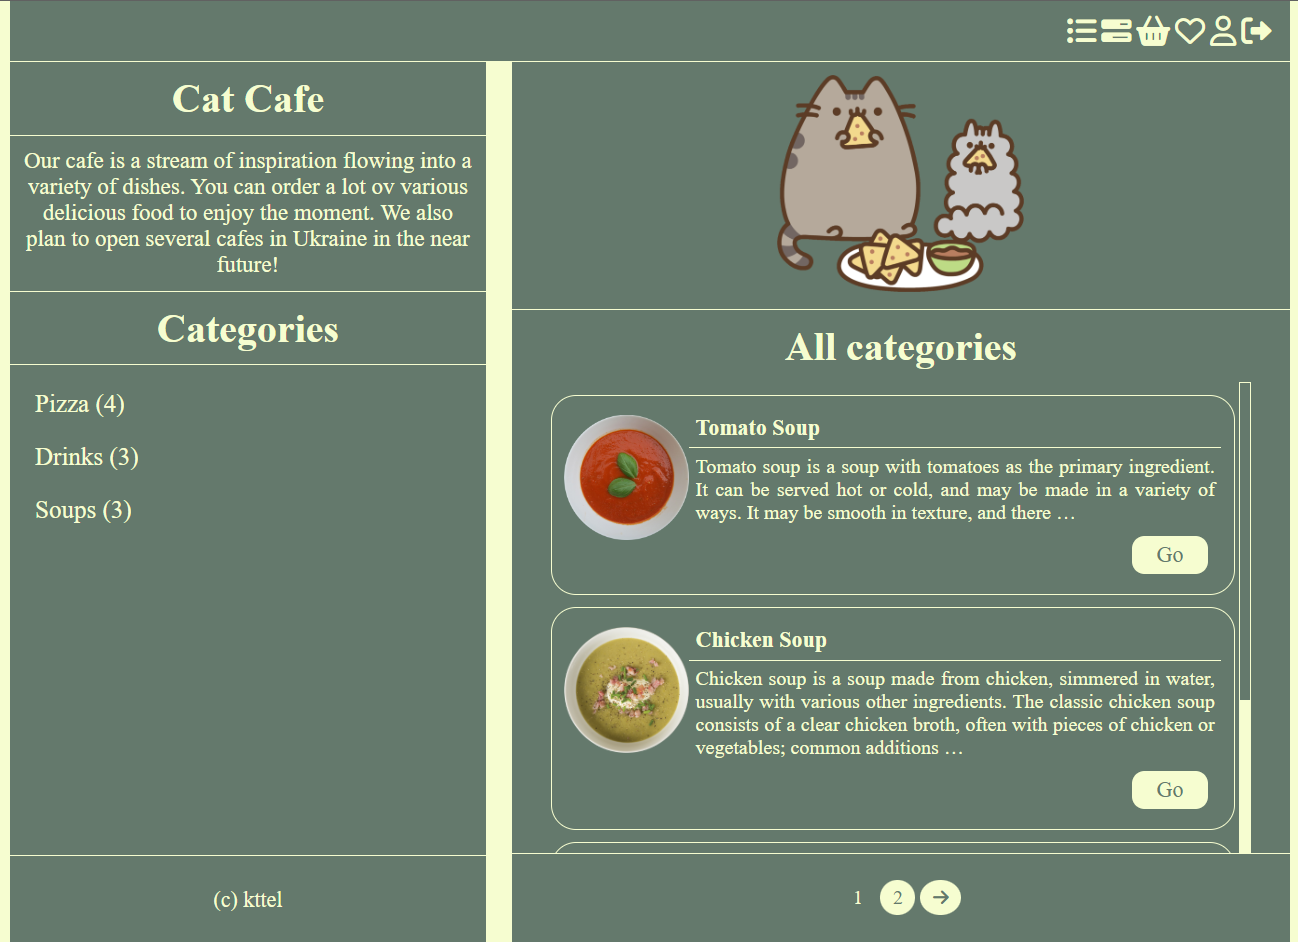 Cat Cafe
Our cafe is a stream of inspiration flowing into a
variety of dishes. You can order a lot ov various
delicious food to enjoy the moment. We also
plan to open several cafes in Ukraine in the near
future!
Categories
Pizza (4)
Drinks (3)
Soups (3)
(c) kttel
All categories
Tomato Soup
Tomato soup is a soup with tomatoes as the primary ingredient.
It can be served hot or cold, and may be made in a variety of
ways. It may be smooth in texture, and there …
Go
Chicken Soup
Chicken soup is a soup made from chicken, simmered in water,
usually with various other ingredients. The classic chicken soup
consists of a clear chicken broth, often with pieces of chicken or
vegetables; common additions …
Go
1 2